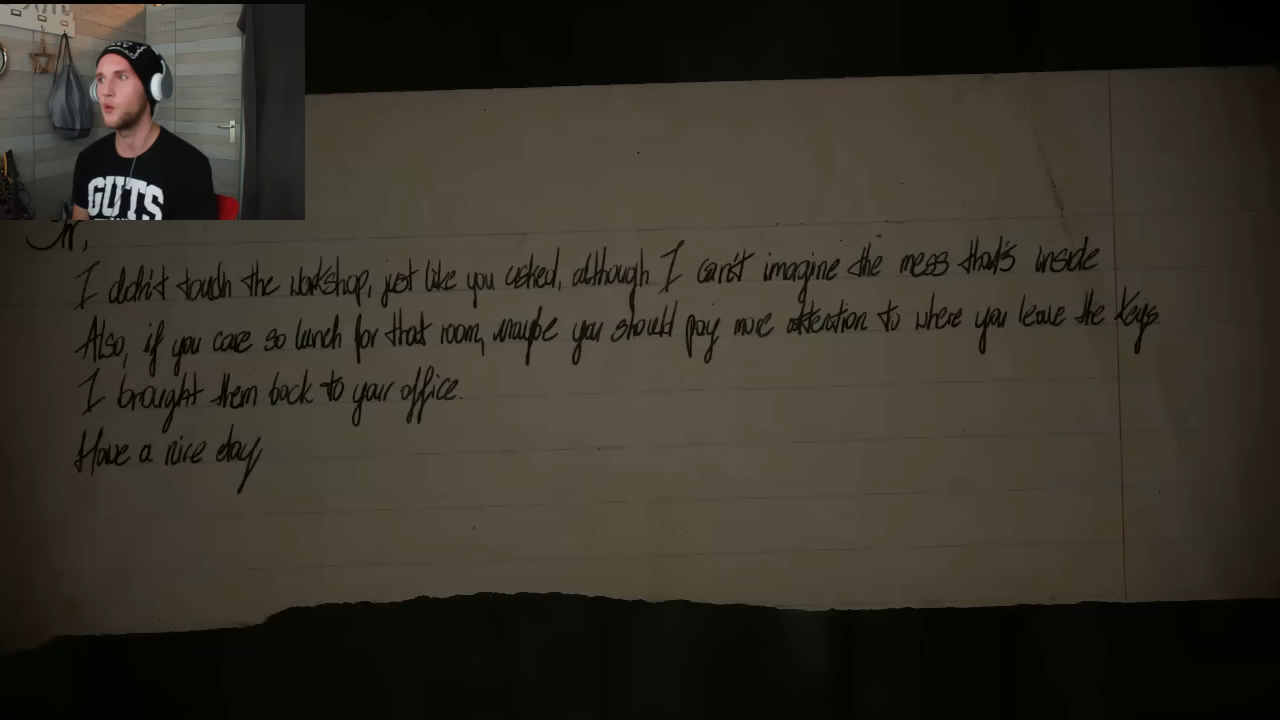 GUTS
Sir,
I didn't touch the workshop, just like you asked, although I can't imagine the mess that's inside
Also, if you care so much for that room, maybe you should pay more attention to where you leave the keys.
I brought them back to your office.
Have a nice day